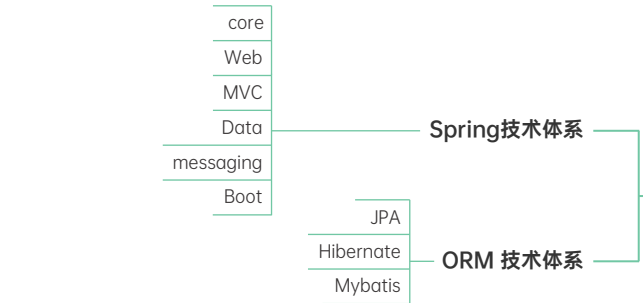 core
Web
MVC
Data
messaging
Boot
Spring技术体系
JPA
Hibernate
Mybatis
ORM 技术体系